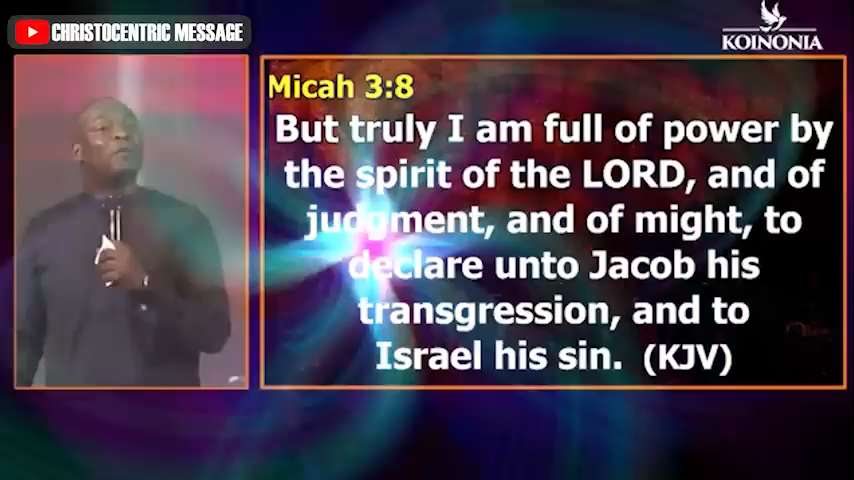 CHRISTOCENTRIC MESSAGE
KOINONIA
Micah 3:8
But truly I am full of power by
the spirit of the LORD, and of
judgment, and of might, to
declare unto Jacob his
transgression, and to
Israel his sin. (KJV)